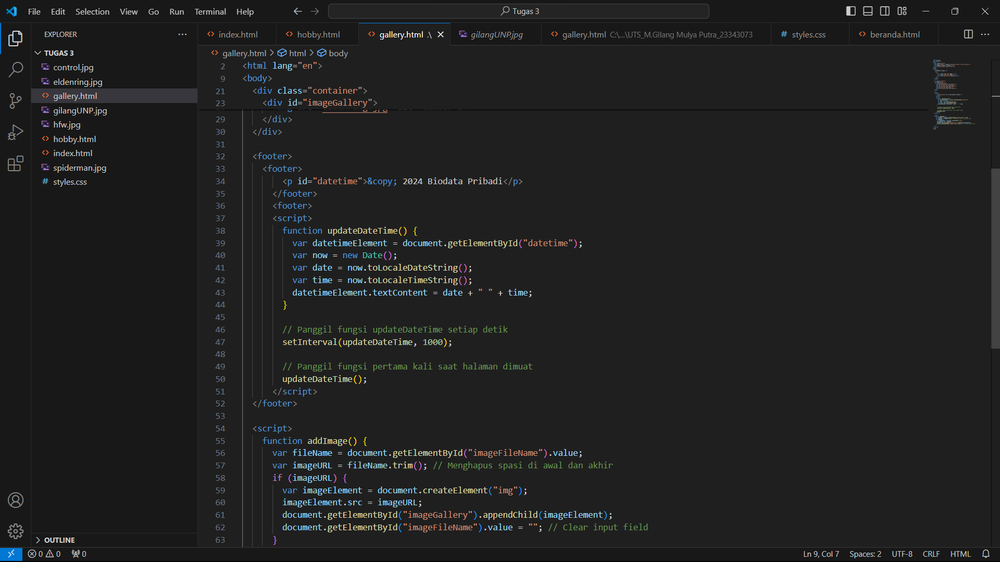 File Edit Selection View Go Run Terminal Help
Tugas 3
EXPLORER
TUGAS 3
control.jpg
eldenring.jpg
gallery.html
gilangUNP.jpg
hfw.jpg
hobby.html
index.html
spiderman.jpg
styles.css
OUTLINE
index.html hobby.html gallery.html .\ gilangUNP.jpg gallery.html C:\...\UTS_M.GIlang Mulya Putra_23343073 styles.css beranda.html
gallery.html > html > body
2 <html lang="en">
9 <body>
21 <div class="container">
23 <div id="imageGallery">
29 </div>
30 </div>
31
32 <footer>
33 <footer>
34 <p id="datetime">&copy; 2024 Biodata Pribadi</p>
35 </footer>
36 <footer>
37 <script>
38 function updateDateTime() {
39 var datetimeElement = document.getElementById("datetime");
40 var now = new Date();
41 var date = now.toLocaleDateString();
42 var time = now.toLocaleTimeString();
43 datetimeElement.textContent = date + " " + time;
44 }
45
46 // Panggil fungsi updateDateTime setiap detik
47 setInterval(updateDateTime, 1000);
48
49 // Panggil fungsi pertama kali saat halaman dimuat
50 updateDateTime();
51 </script>
52 </footer>
53
54 <script>
55 function addImage() {
56 var fileName = document.getElementById("imageFileName").value;
57 var imageURL = fileName.trim(); // Menghapus spasi di awal dan akhir
58 if (imageURL) {
59 var imageElement = document.createElement("img");
60 imageElement.src = imageURL;
61 document.getElementById("imageGallery").appendChild(imageElement);
62 document.getElementById("imageFileName").value = ""; // Clear input field
63 }
0 0 0 Ln 9, Col 7 Spaces: 2 UTF-8 CRLF HTML